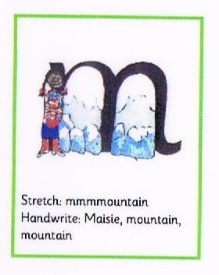 m
Stretch: mmmmountain
Handwrite: Maisie, mountain,
mountain